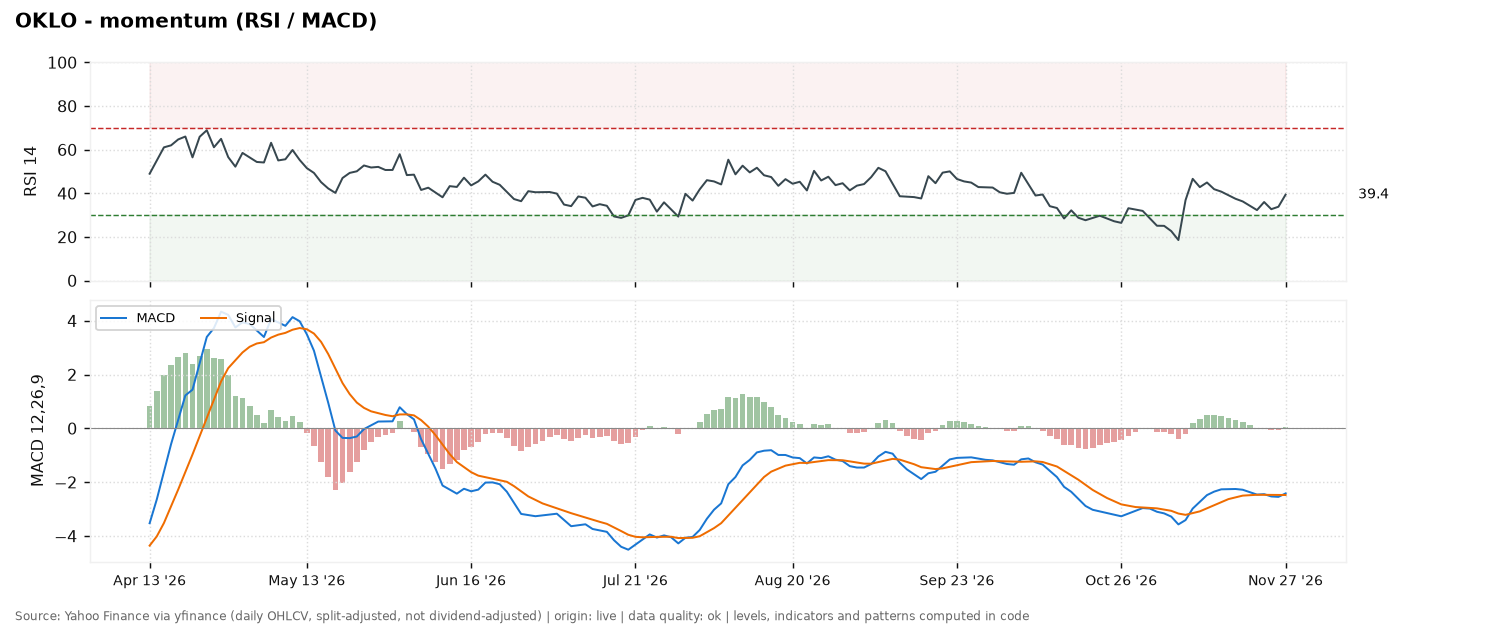 OKLO - momentum (RSI / MACD)
100
80
60
40
20
0
RSI 14
39.4
MACD
Signal
4
2
0
−2
−4
MACD 12,26,9
Apr 13 '26
May 13 '26
Jun 16 '26
Jul 21 '26
Aug 20 '26
Sep 23 '26
Oct 26 '26
Nov 27 '26
Source: Yahoo Finance via yfinance (daily OHLCV, split-adjusted, not dividend-adjusted) | origin: live | data quality: ok | levels, indicators and patterns computed in code